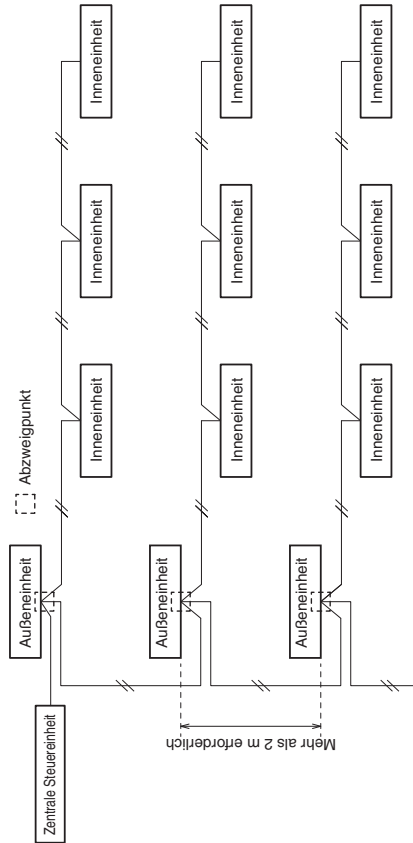 Zentrale Steuereinheit
Abzweigpunkt
Außeneinheit
Inneneinheit
Inneneinheit
Inneneinheit
Mehr als 2 m erforderlich
Außeneinheit
Inneneinheit
Inneneinheit
Inneneinheit
Außeneinheit
Inneneinheit
Inneneinheit
Inneneinheit